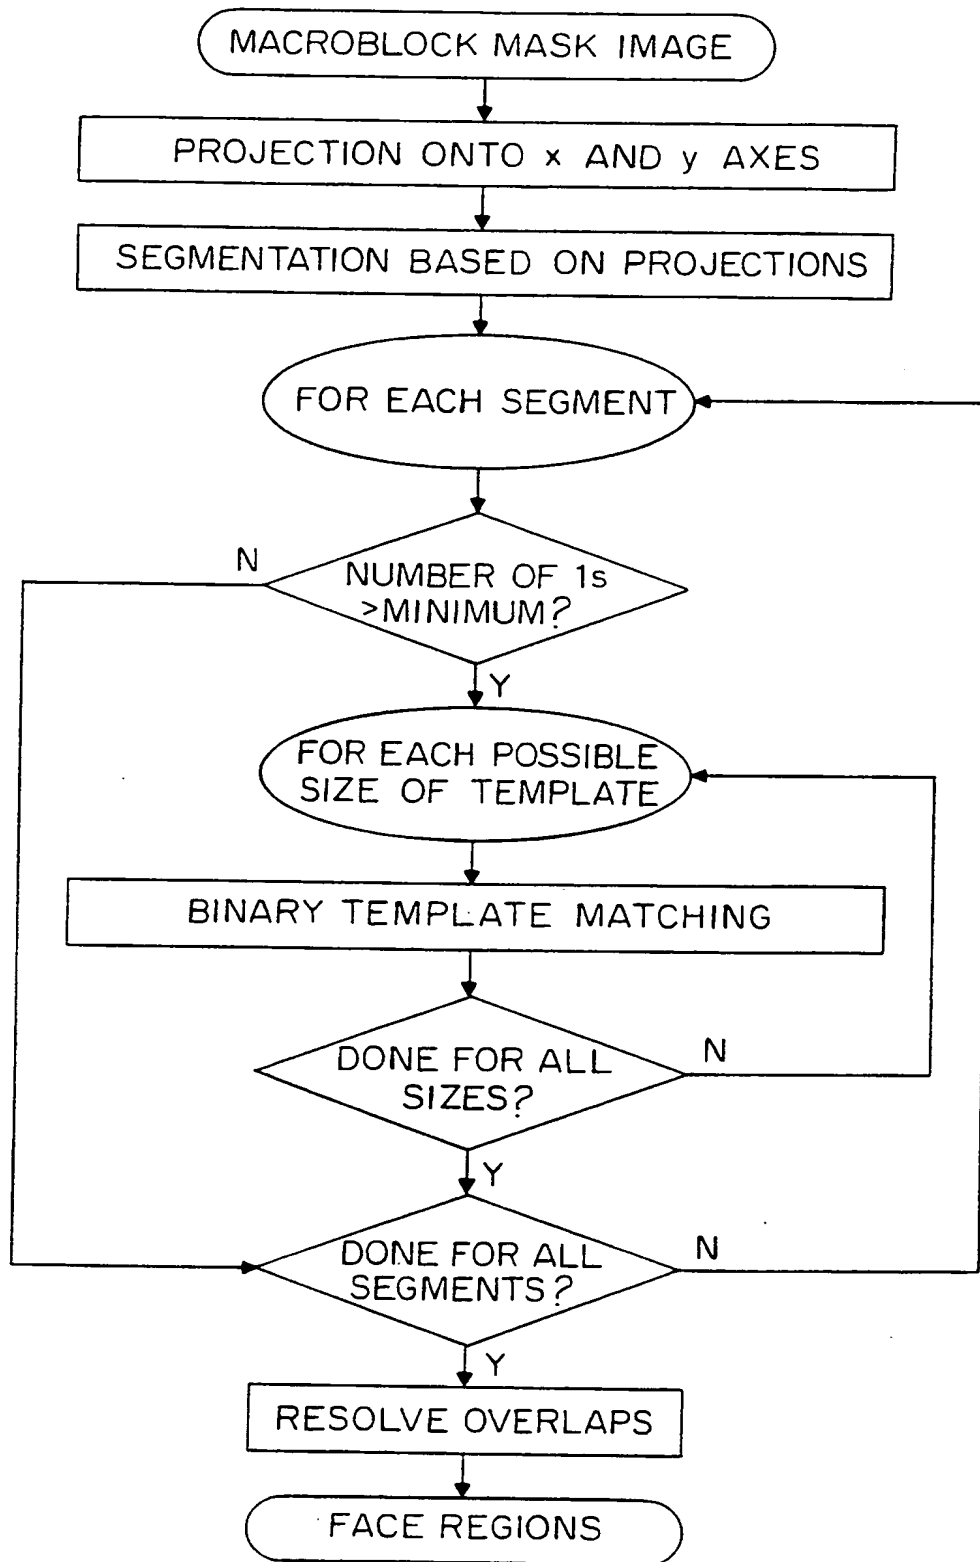 MACROBLOCK MASK IMAGE
PROJECTION ONTO x AND y AXES
SEGMENTATION BASED ON PROJECTIONS
FOR EACH SEGMENT
N
NUMBER OF 1s
>MINIMUM?
Y
FOR EACH POSSIBLE
SIZE OF TEMPLATE
BINARY TEMPLATE MATCHING
DONE FOR ALL
SIZES?
N
Y
DONE FOR ALL
SEGMENTS?
N
Y
RESOLVE OVERLAPS
FACE REGIONS